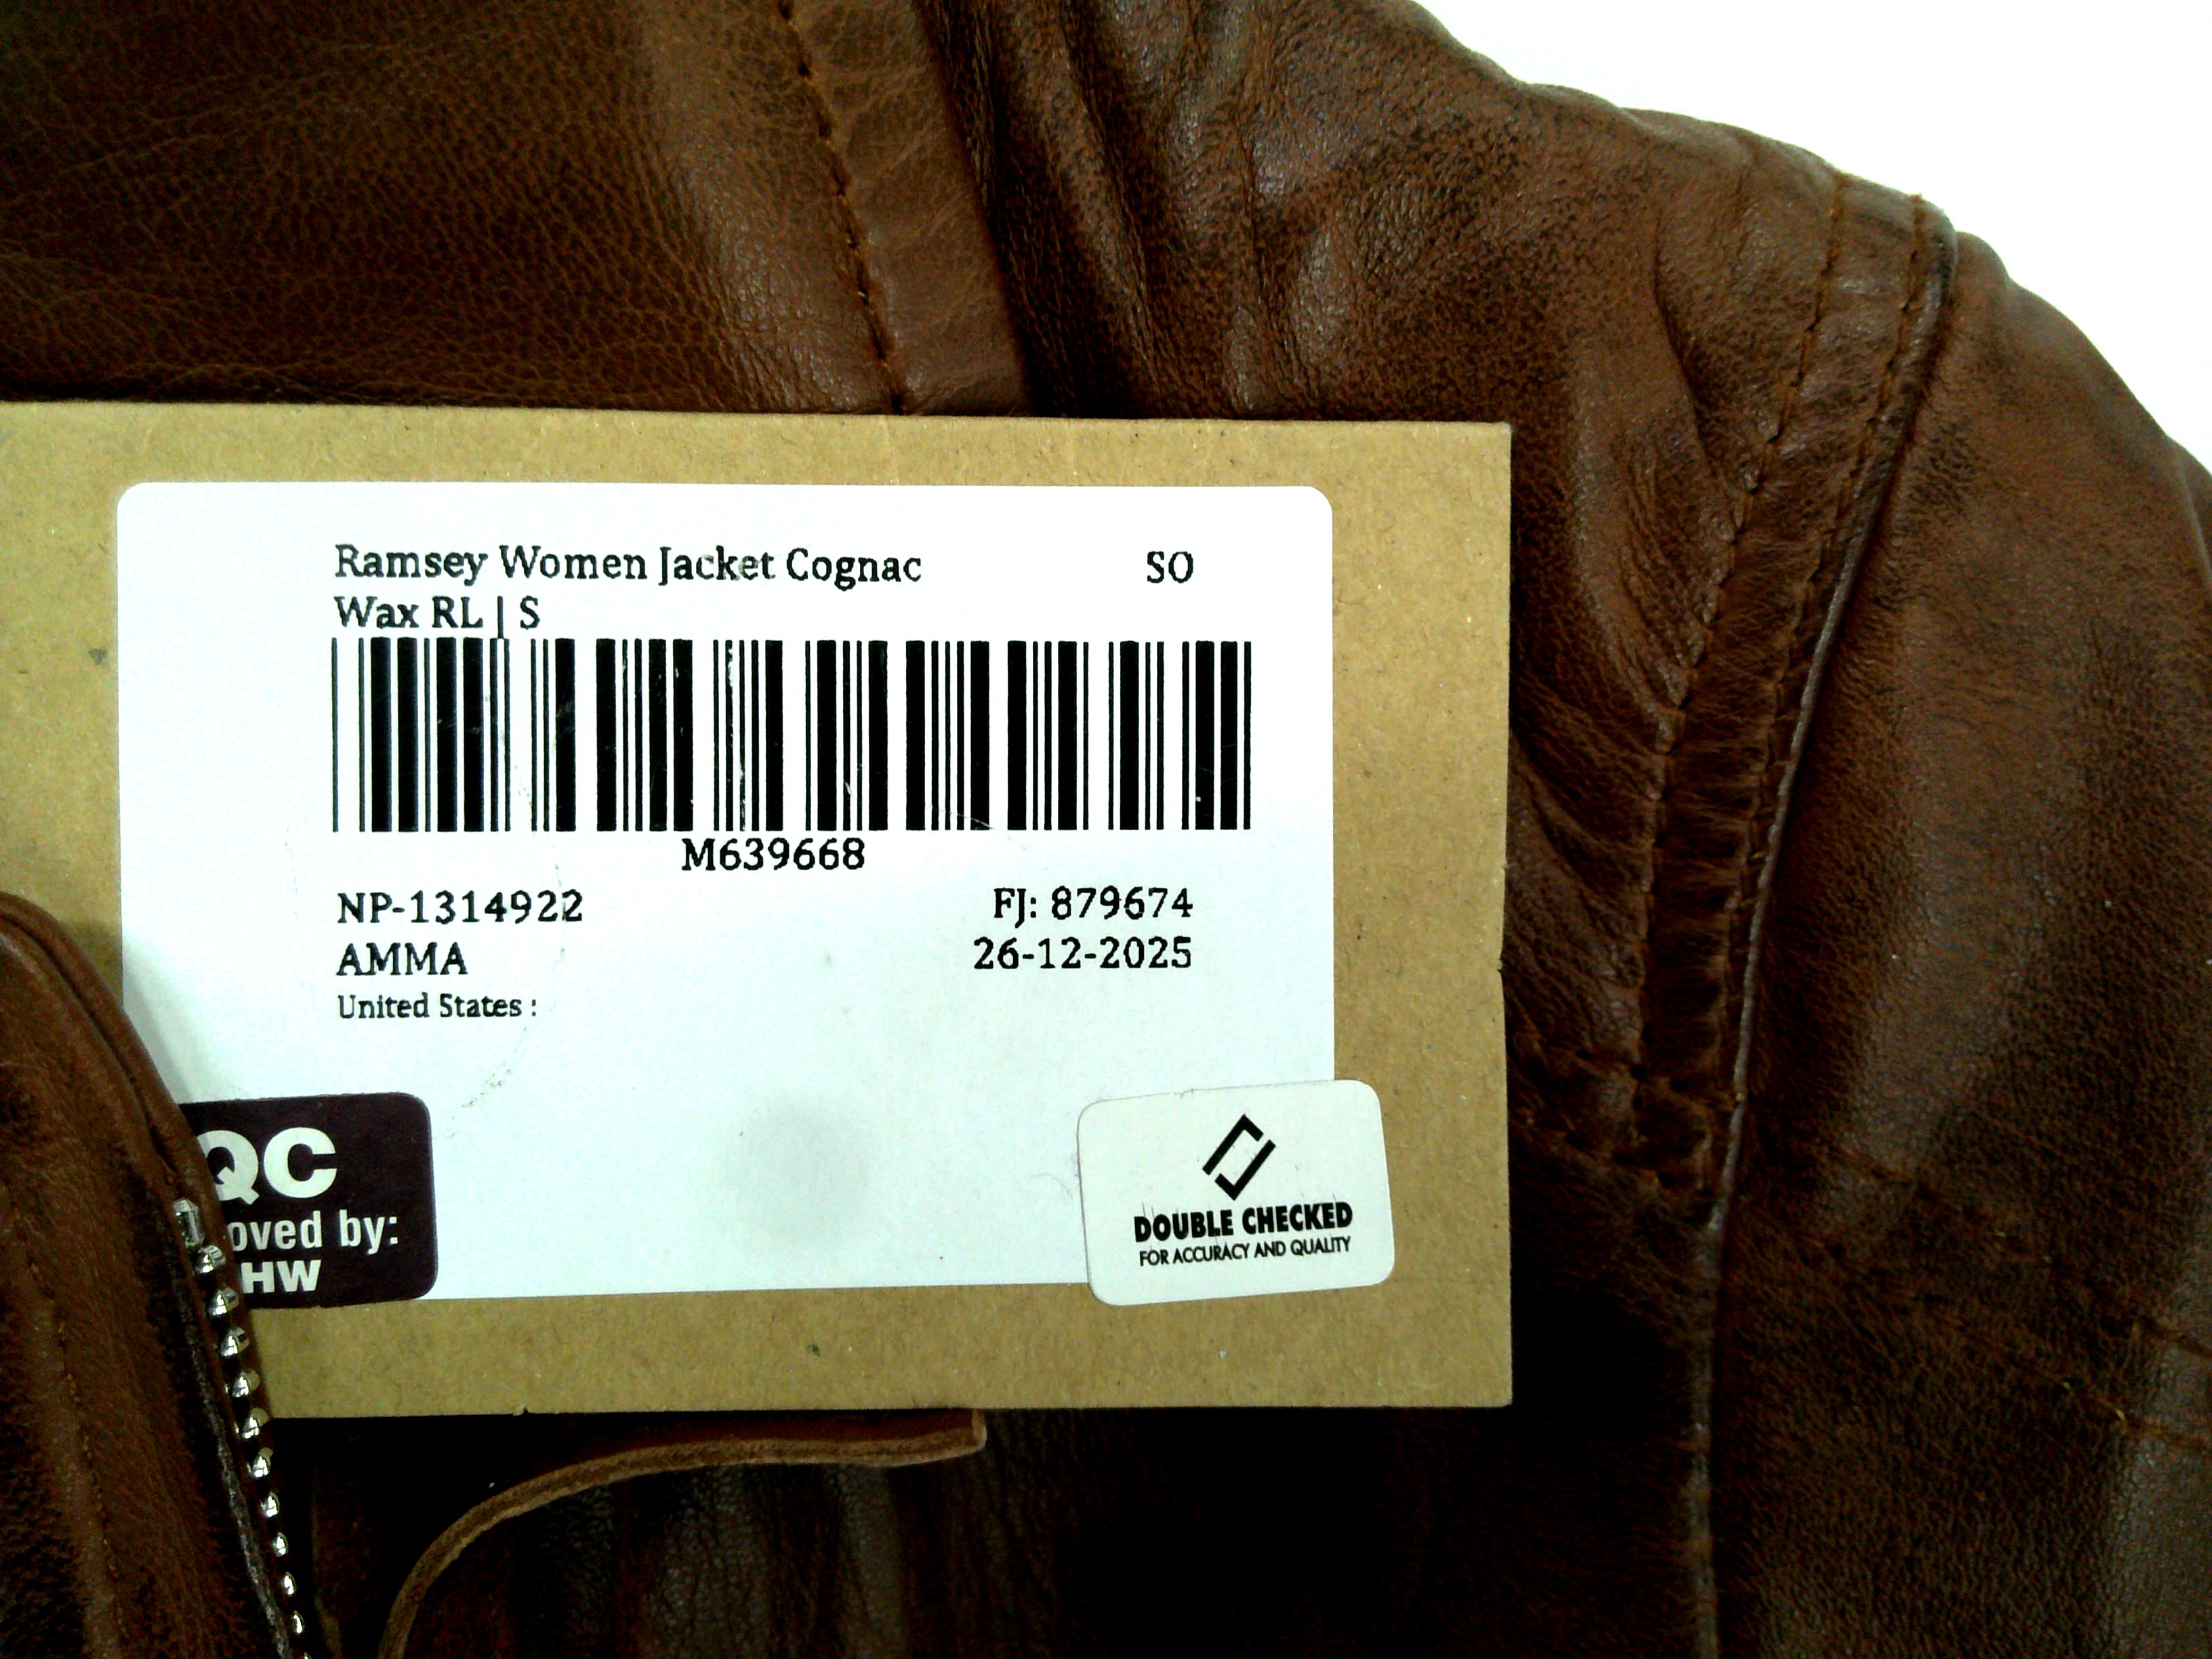 Ramsey Women Jacket Cognac SO
Wax RL | S
M639668
NP-1314922 FJ: 879674
AMMA 26-12-2025
United States :
QC
oved by:
HW
DOUBLE CHECKED
FOR ACCURACY AND QUALITY